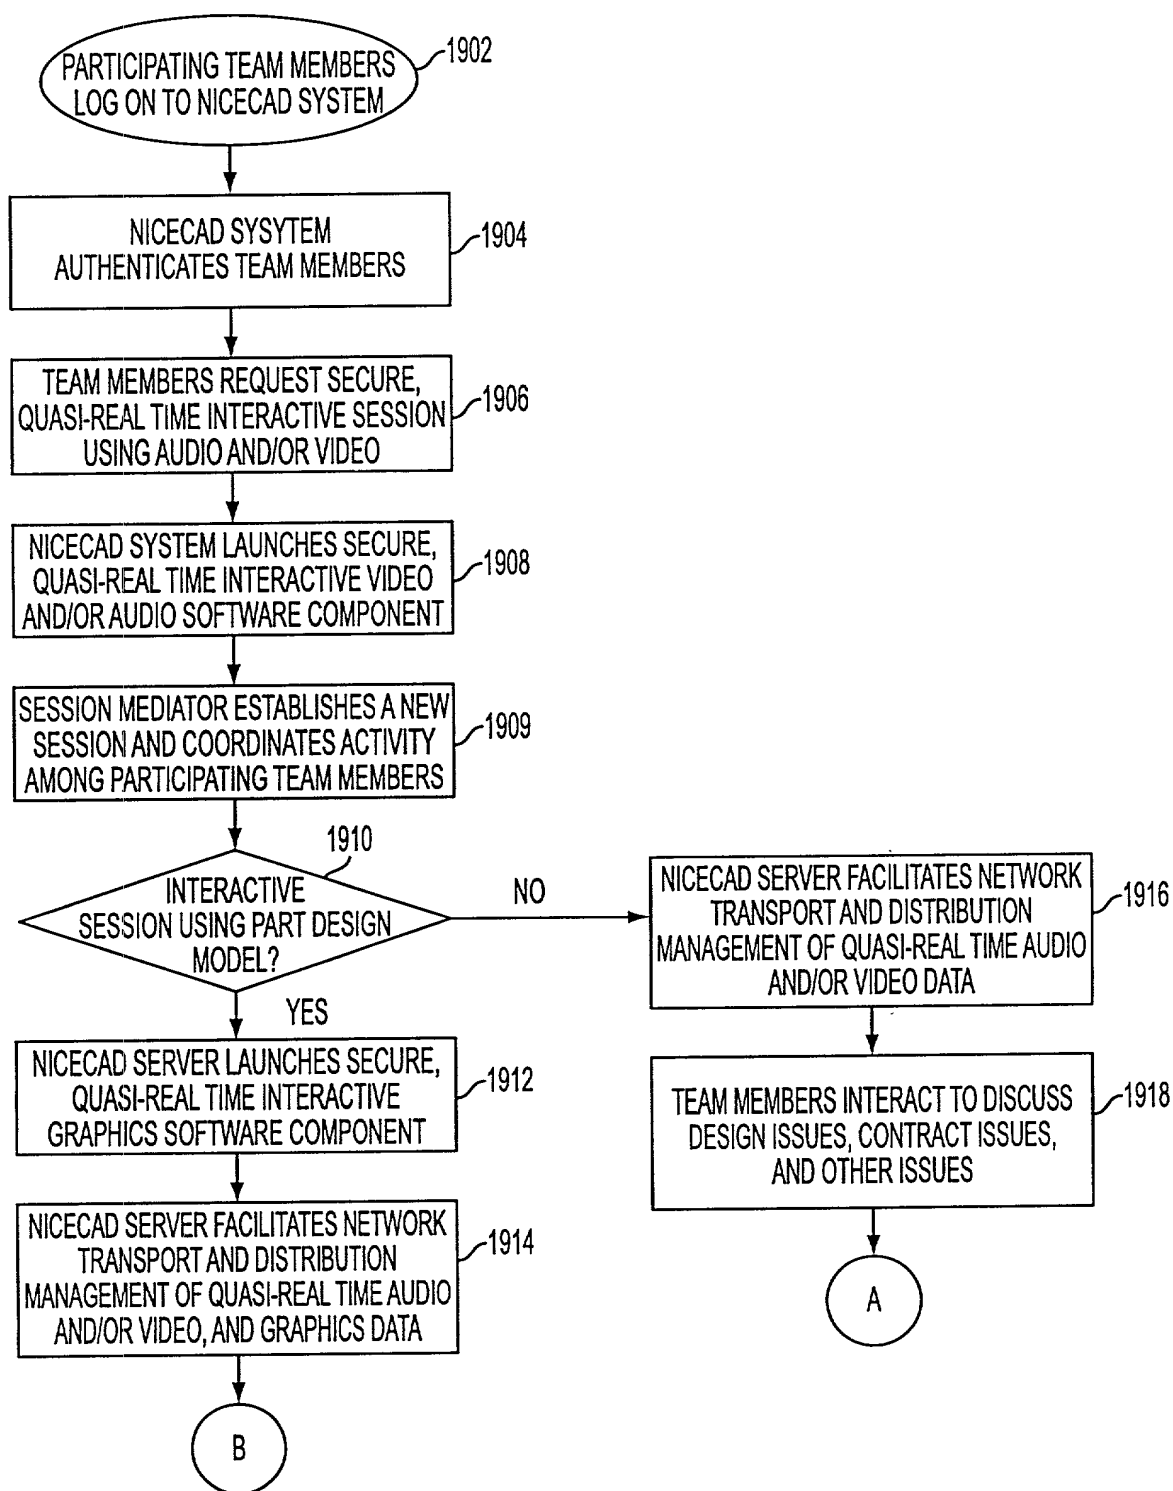 PARTICIPATING TEAM MEMBERS
LOG ON TO NICECAD SYSTEM
1902
NICECAD SYSYTEM
AUTHENTICATES TEAM MEMBERS
1904
TEAM MEMBERS REQUEST SECURE,
QUASI-REAL TIME INTERACTIVE SESSION
USING AUDIO AND/OR VIDEO
1906
NICECAD SYSTEM LAUNCHES SECURE,
QUASI-REAL TIME INTERACTIVE VIDEO
AND/OR AUDIO SOFTWARE COMPONENT
1908
SESSION MEDIATOR ESTABLISHES A NEW
SESSION AND COORDINATES ACTIVITY
AMONG PARTICIPATING TEAM MEMBERS
1909
1910
INTERACTIVE
SESSION USING PART DESIGN
MODEL?
NO
YES
NICECAD SERVER LAUNCHES SECURE,
QUASI-REAL TIME INTERACTIVE
GRAPHICS SOFTWARE COMPONENT
1912
NICECAD SERVER FACILITATES NETWORK
TRANSPORT AND DISTRIBUTION
MANAGEMENT OF QUASI-REAL TIME AUDIO
AND/OR VIDEO, AND GRAPHICS DATA
1914
B
NICECAD SERVER FACILITATES NETWORK
TRANSPORT AND DISTRIBUTION
MANAGEMENT OF QUASI-REAL TIME AUDIO
AND/OR VIDEO DATA
1916
TEAM MEMBERS INTERACT TO DISCUSS
DESIGN ISSUES, CONTRACT ISSUES,
AND OTHER ISSUES
1918
A